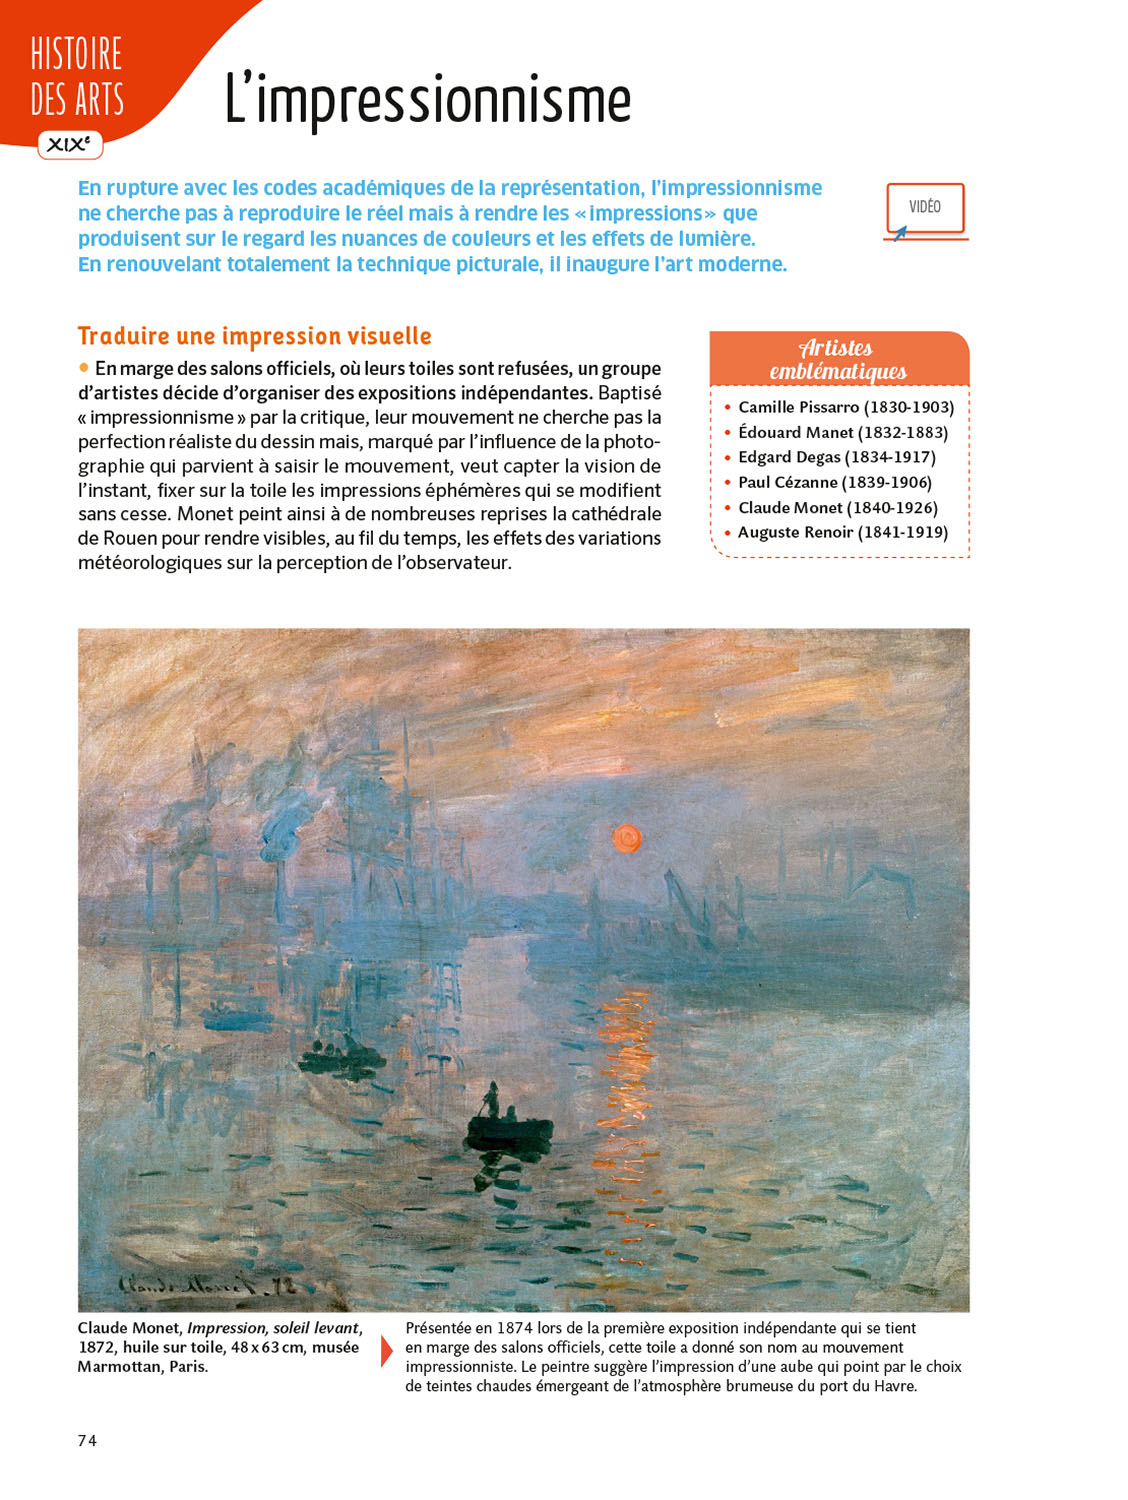 HISTOIRE
DES ARTS
XIXe
L’impressionnisme
En rupture avec les codes académiques de la représentation, l’impressionnisme
ne cherche pas à reproduire le réel mais à rendre les « impressions » que
produisent sur le regard les nuances de couleurs et les effets de lumière.
En renouvelant totalement la technique picturale, il inaugure l’art moderne.
VIDÉO
Traduire une impression visuelle
• En marge des salons officiels, où leurs toiles sont refusées, un groupe
d’artistes décide d’organiser des expositions indépendantes. Baptisé
« impressionnisme » par la critique, leur mouvement ne cherche pas la
perfection réaliste du dessin mais, marqué par l’influence de la photo-
graphie qui parvient à saisir le mouvement, veut capter la vision de
l’instant, fixer sur la toile les impressions éphémères qui se modifient
sans cesse. Monet peint ainsi à de nombreuses reprises la cathédrale
de Rouen pour rendre visibles, au fil du temps, les effets des variations
météorologiques sur la perception de l’observateur.
Artistes
emblématiques
• Camille Pissarro (1830-1903)
• Édouard Manet (1832-1883)
• Edgard Degas (1834-1917)
• Paul Cézanne (1839-1906)
• Claude Monet (1840-1926)
• Auguste Renoir (1841-1919)
Claude Monet. 72
Claude Monet, Impression, soleil levant,
1872, huile sur toile, 48 x 63 cm, musée
Marmottan, Paris.
Présentée en 1874 lors de la première exposition indépendante qui se tient
en marge des salons officiels, cette toile a donné son nom au mouvement
impressionniste. Le peintre suggère l’impression d’une aube qui point par le choix
de teintes chaudes émergeant de l’atmosphère brumeuse du port du Havre.
74